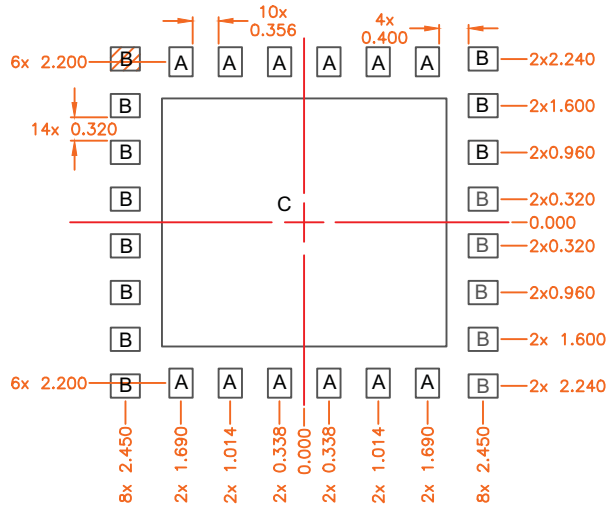 10x
0.356
4x
0.400
6x 2.200
B A A A A A A B
2x2.240
B B
2x1.600
14x 0.320
B B
2x0.960
B C B
2x0.320
0.000
B B
2x0.320
B B
2x0.960
B B
2x 1.600
6x 2.200
B A A A A A A B
2x 2.240
8x 2.450
2x 1.690
2x 1.014
2x 0.338
0.000
2x 0.338
2x 1.014
2x 1.690
8x 2.450